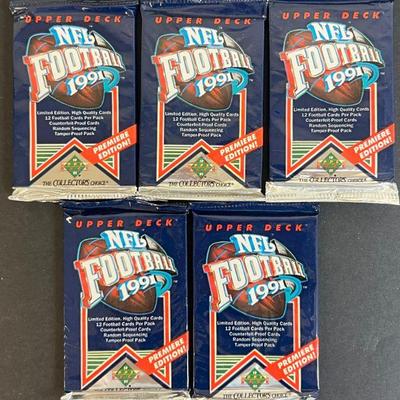 UPPER DECK
NFL
FOOTBALL
1991
Limited Edition, High Quality Cards
12 Football Cards Per Pack
Counterfeit-Proof Cards
Random Sequencing
Tamper-Proof Pack
PREMIERE EDITION!
THE COLLECTORS CHOICE
UPPER DECK
NFL
FOOTBALL
1991
Limited Edition, High Quality Cards
12 Football Cards Per Pack
Counterfeit-Proof Cards
Random Sequencing
Tamper-Proof Pack
PREMIERE EDITION!
THE COLLECTORS CHOICE
UPPER DECK
NFL
FOOTBALL
1991
Limited Edition, High Quality Cards
12 Football Cards Per Pack
Counterfeit-Proof Cards
Random Sequencing
Tamper-Proof Pack
PREMIERE EDITION!
THE COLLECTORS CHOICE
UPPER DECK
NFL
FOOTBALL
1991
Limited Edition, High Quality Cards
12 Football Cards Per Pack
Counterfeit-Proof Cards
Random Sequencing
Tamper-Proof Pack
PREMIERE EDITION!
THE COLLECTORS CHOICE
UPPER DECK
NFL
FOOTBALL
1991
Limited Edition, High Quality Cards
12 Football Cards Per Pack
Counterfeit-Proof Cards
Random Sequencing
Tamper-Proof Pack
PREMIERE EDITION!
THE COLLECTORS CHOICE